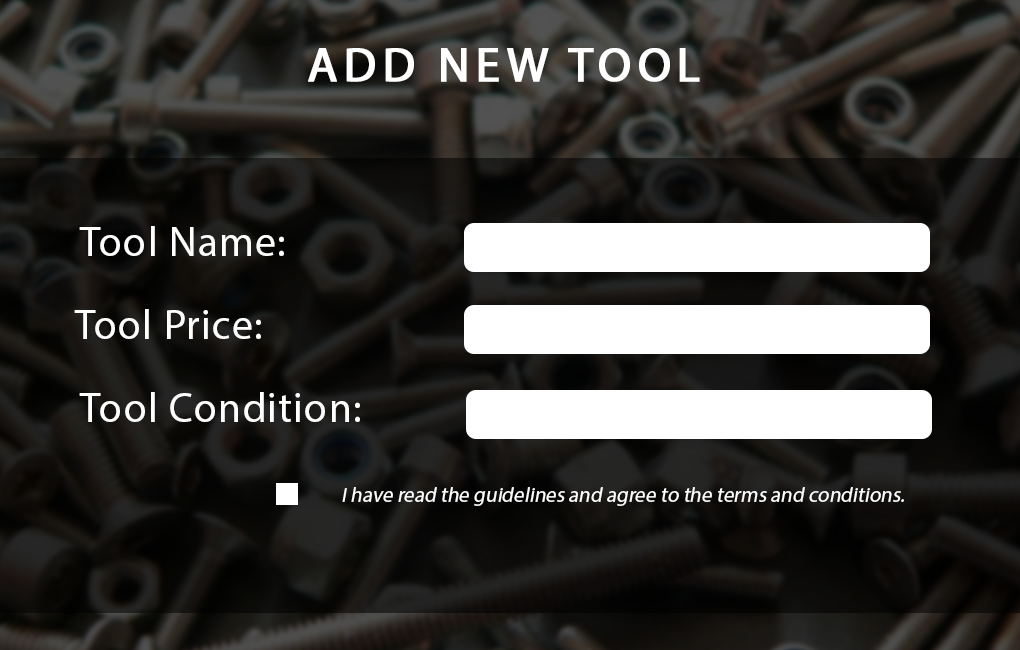 ADD NEW TOOL
Tool Name:
Tool Price:
Tool Condition:
I have read the guidelines and agree to the terms and conditions.